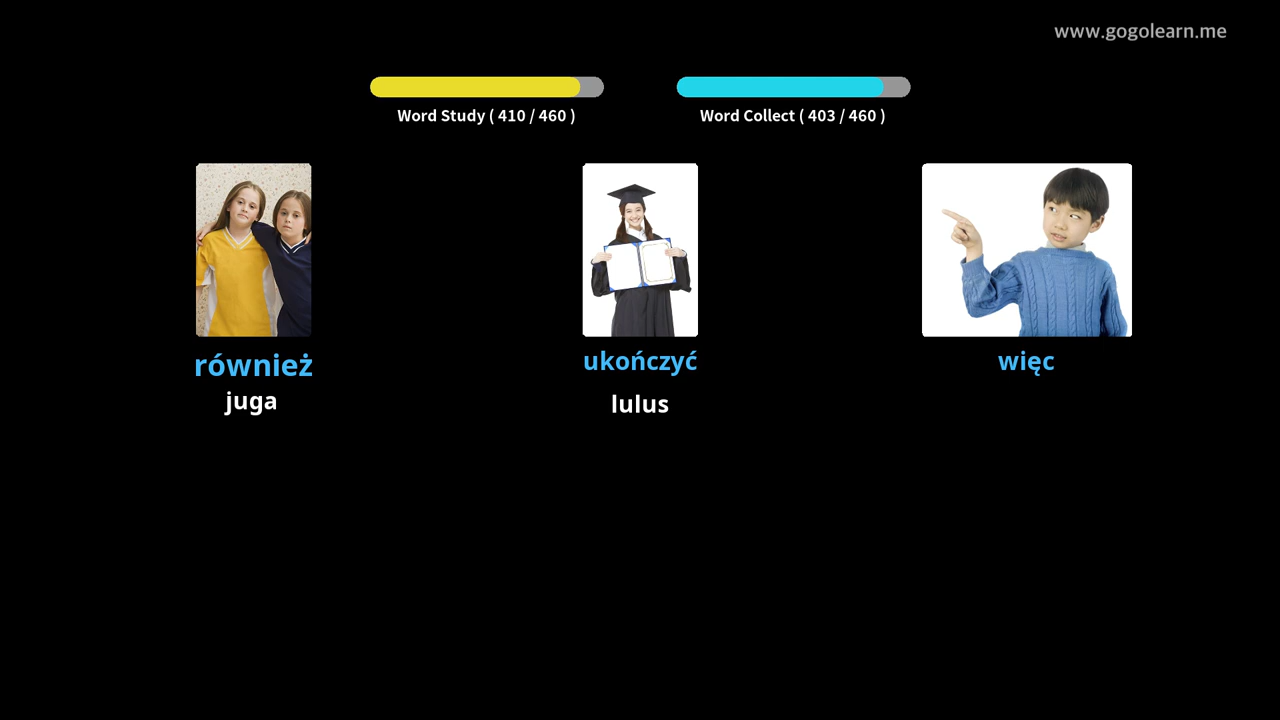 www.gogolearn.me
Word Study ( 410 / 460 )
Word Collect ( 403 / 460 )
również
ukończyć
więc
juga
lulus